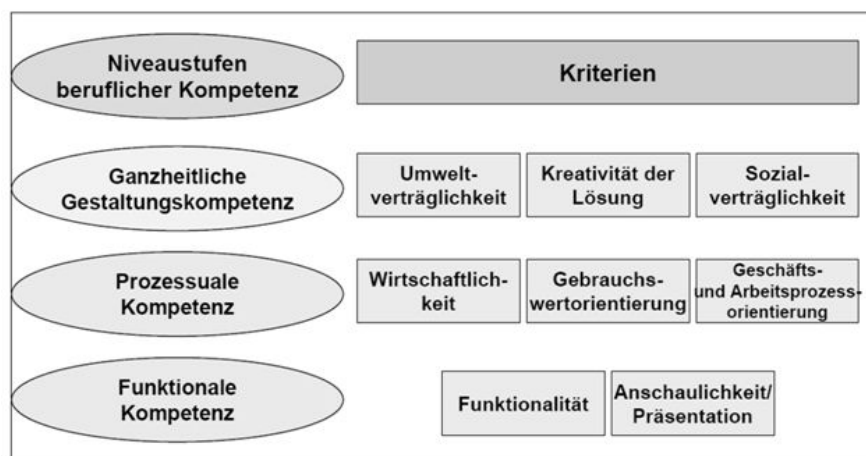 Niveaustufen
beruflicher Kompetenz
Kriterien
Ganzheitliche
Gestaltungskompetenz
Umwelt-
verträglichkeit
Kreativität der
Lösung
Sozial-
verträglichkeit
Prozessuale
Kompetenz
Wirtschaftlich-
keit
Gebrauchs-
wertorientierung
Geschäfts-
und Arbeitsprozess-
orientierung
Funktionale
Kompetenz
Funktionalität
Anschaulichkeit/
Präsentation